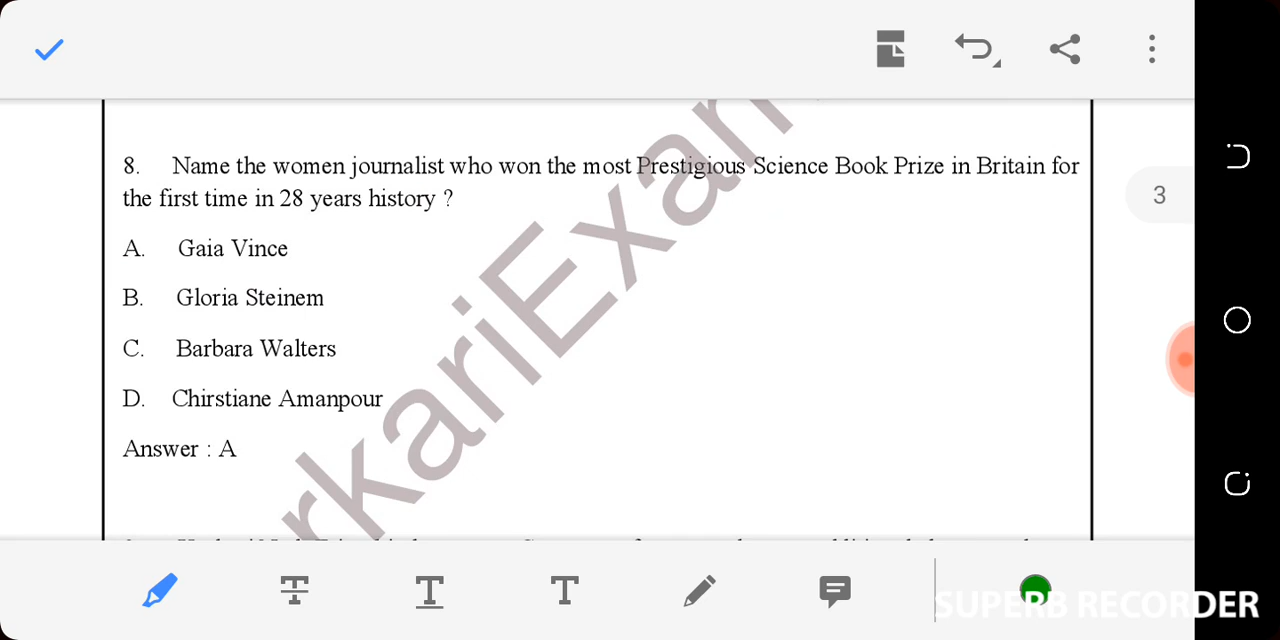 8. Name the women journalist who won the most Prestigious Science Book Prize in Britain for
the first time in 28 years history ?
A. Gaia Vince
B. Gloria Steinem
C. Barbara Walters
D. Chirstiane Amanpour
Answer : A
rkariExam
3
T T T
SUPERB RECORDER